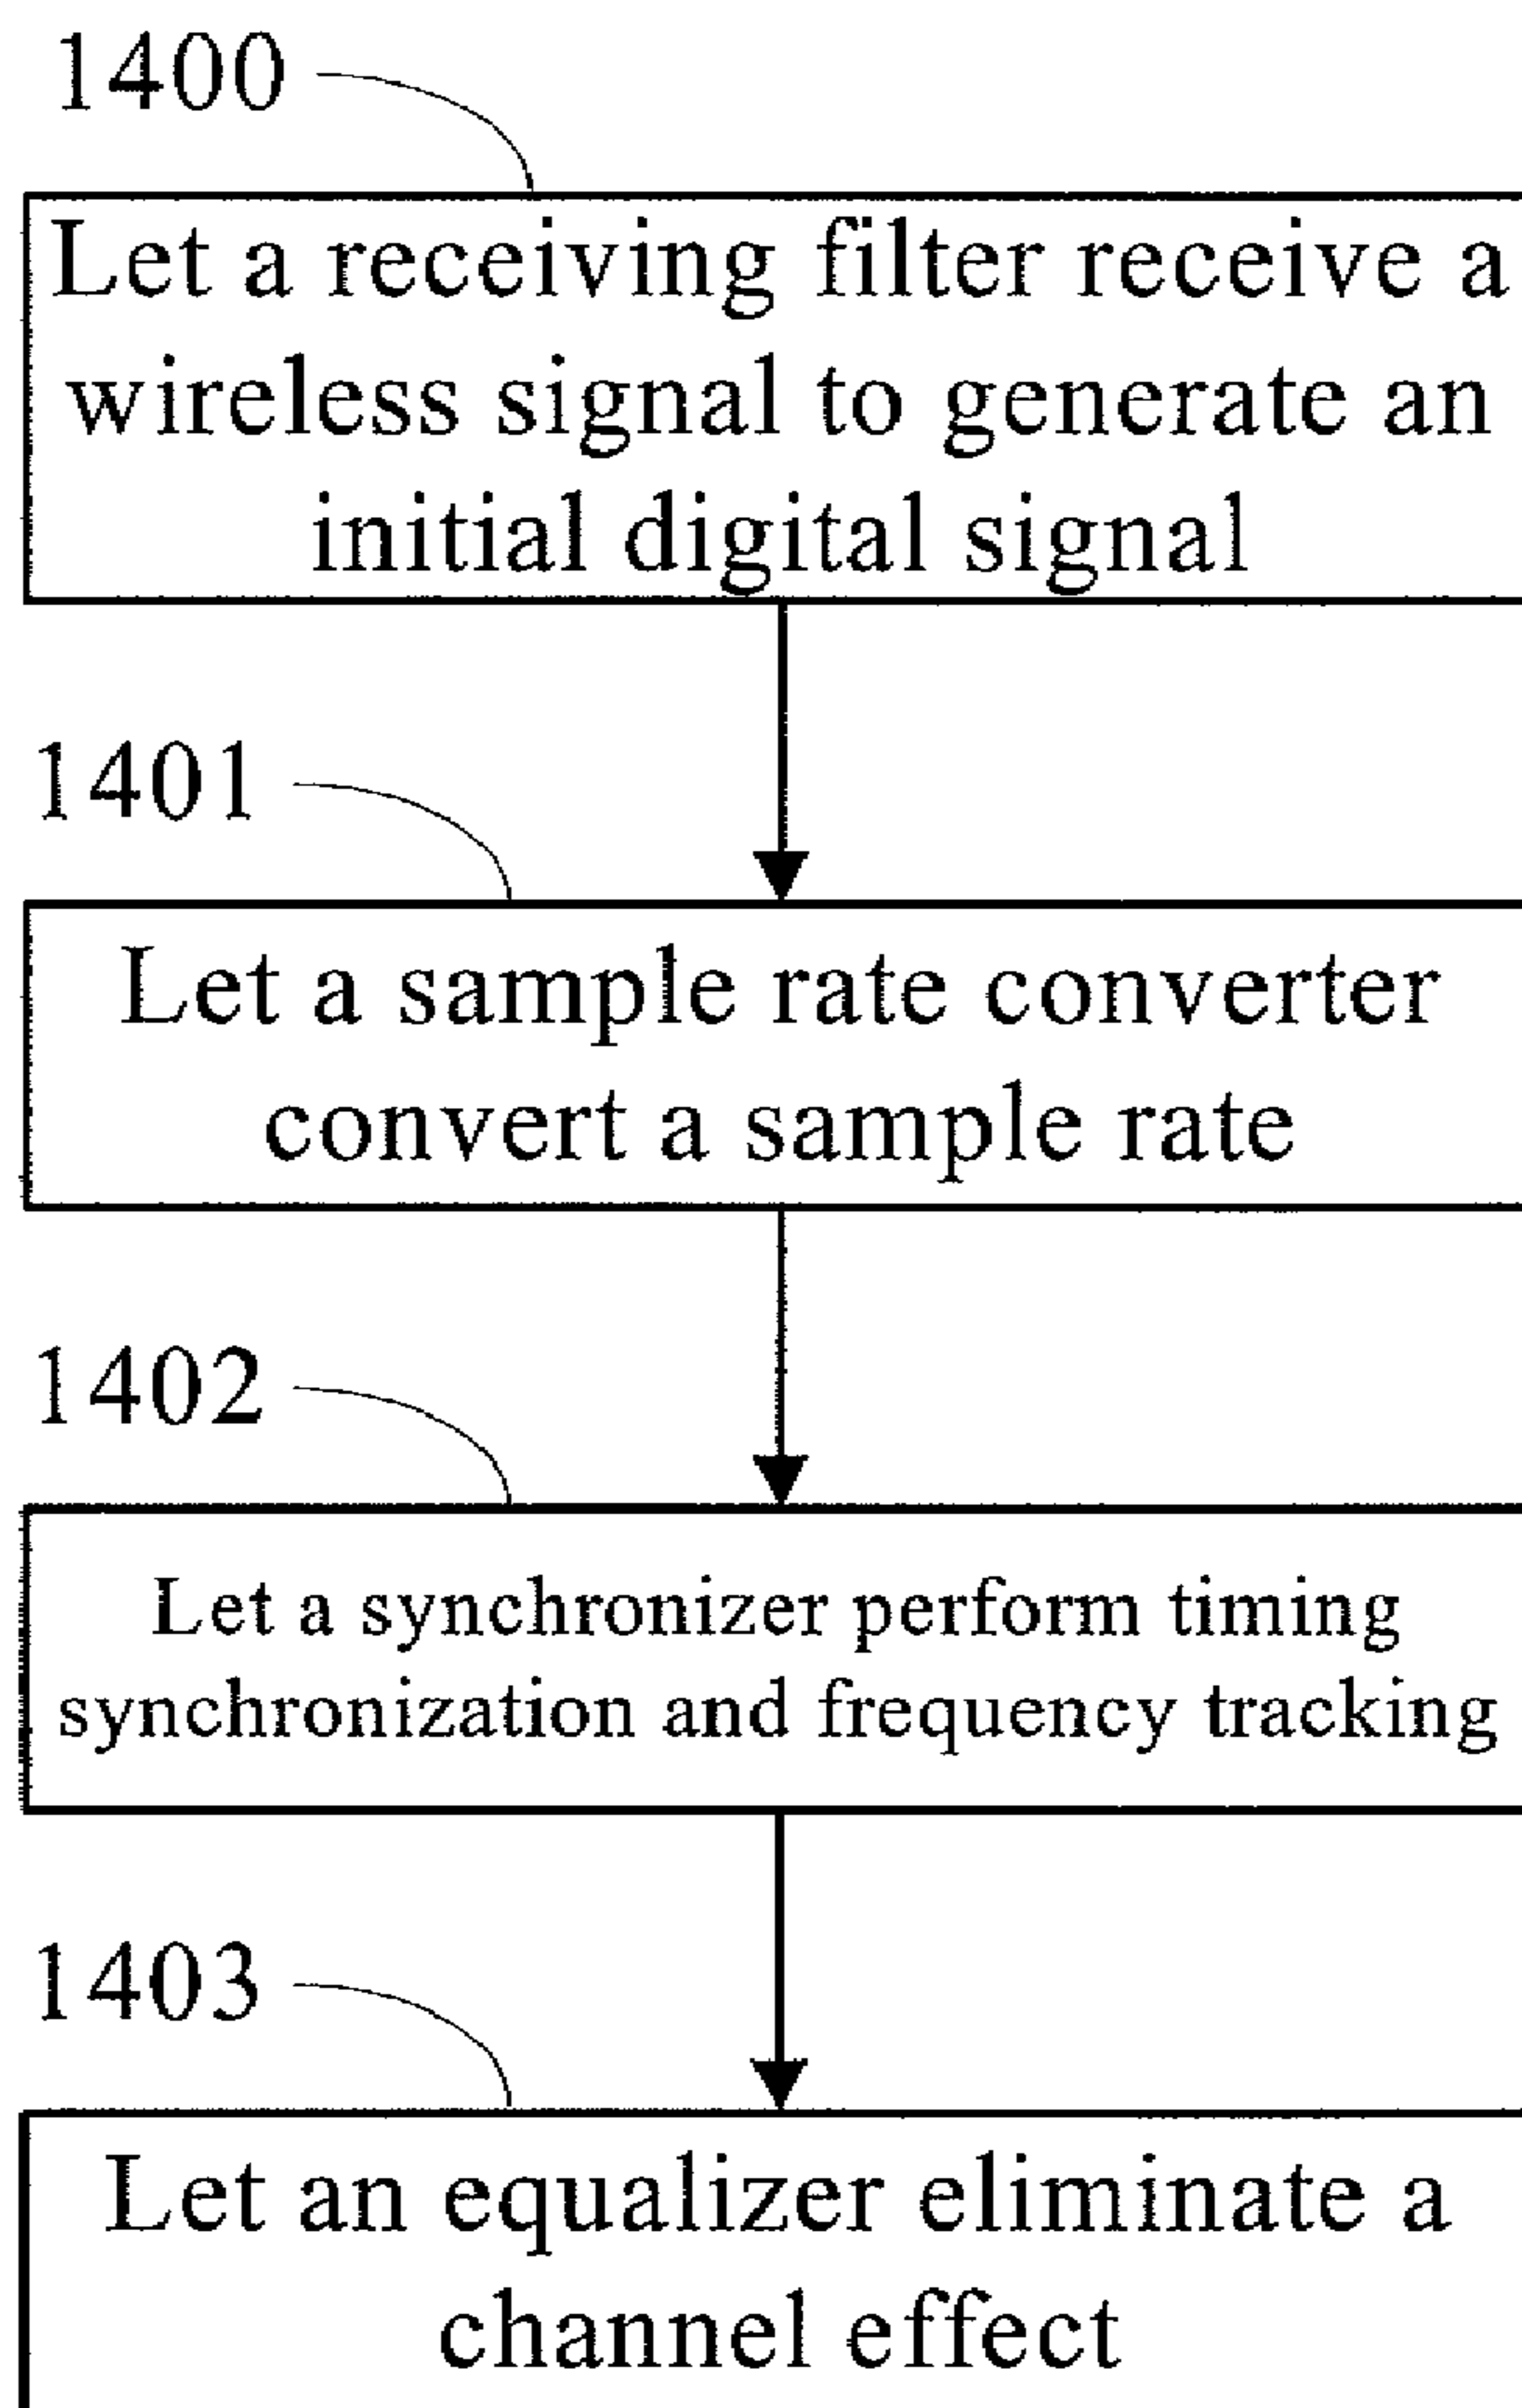 1400
Let a receiving filter receive a
wireless signal to generate an
initial digital signal
1401
Let a sample rate converter
convert a sample rate
1402
Let a synchronizer perform timing
synchronization and frequency tracking
1403
Let an equalizer eliminate a
channel effect